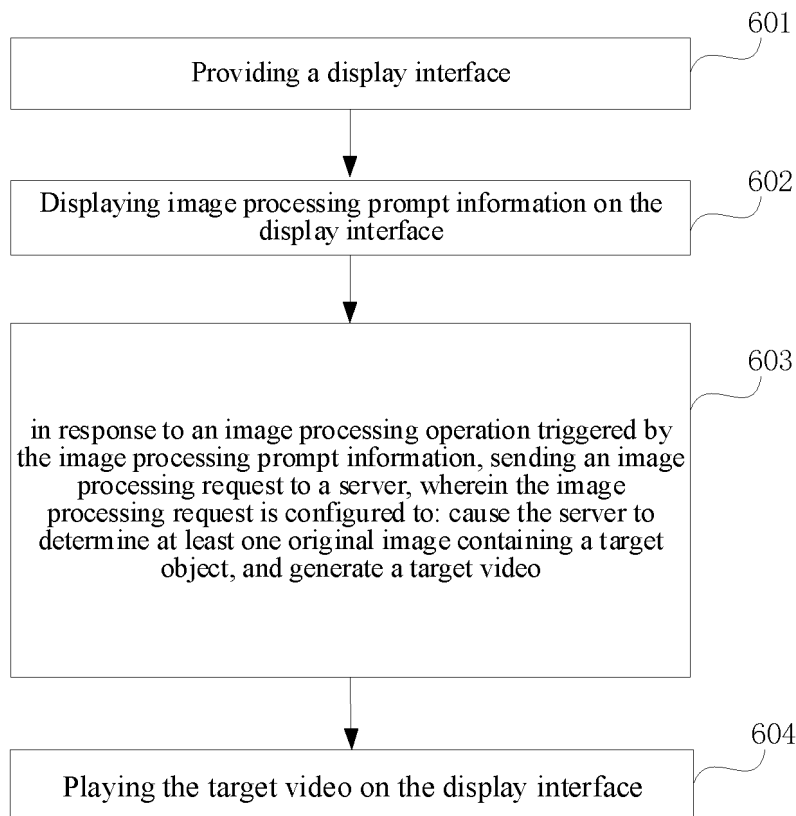 601
Providing a display interface
602
Displaying image processing prompt information on the
display interface
603
in response to an image processing operation triggered by
the image processing prompt information, sending an image
processing request to a server, wherein the image
processing request is configured to: cause the server to
determine at least one original image containing a target
object, and generate a target video
604
Playing the target video on the display interface